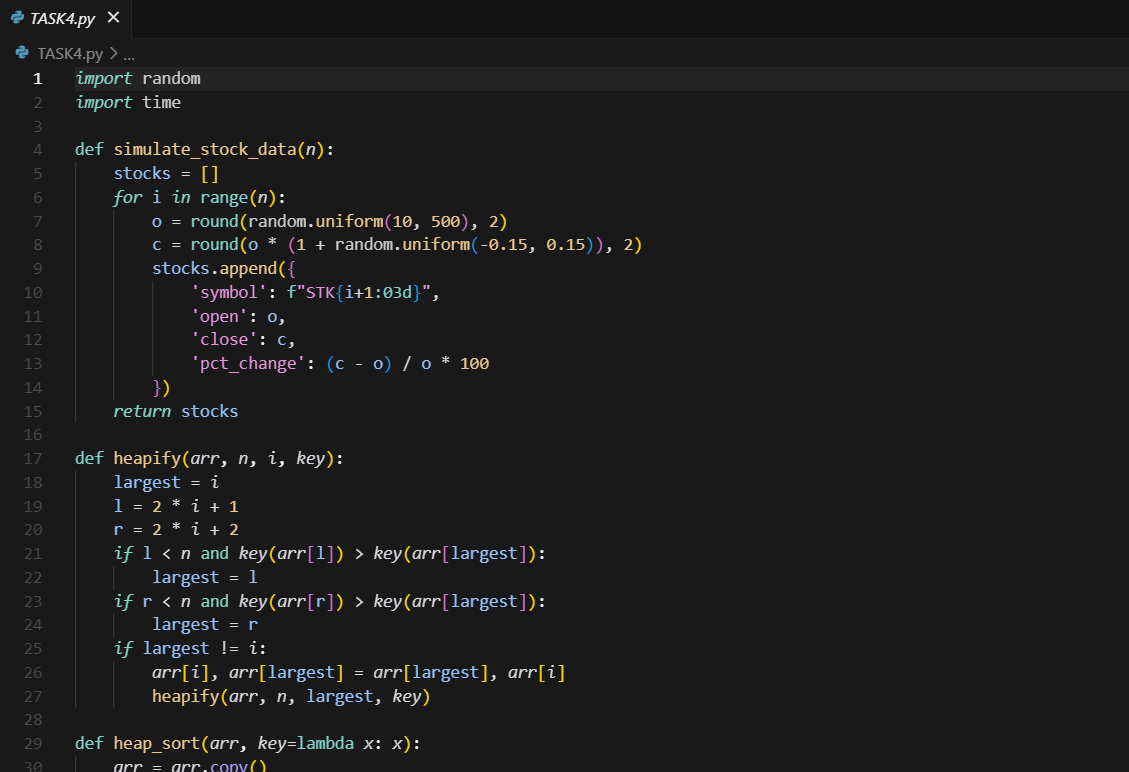 TASK4.py ×
TASK4.py > ...
1 import random
2 import time
3
4 def simulate_stock_data(n):
5     stocks = []
6     for i in range(n):
7         o = round(random.uniform(10, 500), 2)
8         c = round(o * (1 + random.uniform(-0.15, 0.15)), 2)
9         stocks.append({
10             'symbol': f"STK{i+1:03d}",
11             'open': o,
12             'close': c,
13             'pct_change': (c - o) / o * 100
14         })
15     return stocks
16
17 def heapify(arr, n, i, key):
18     largest = i
19     l = 2 * i + 1
20     r = 2 * i + 2
21     if l < n and key(arr[l]) > key(arr[largest]):
22         largest = l
23     if r < n and key(arr[r]) > key(arr[largest]):
24         largest = r
25     if largest != i:
26         arr[i], arr[largest] = arr[largest], arr[i]
27         heapify(arr, n, largest, key)
28
29 def heap_sort(arr, key=lambda x: x):
30     arr = arr.copy()